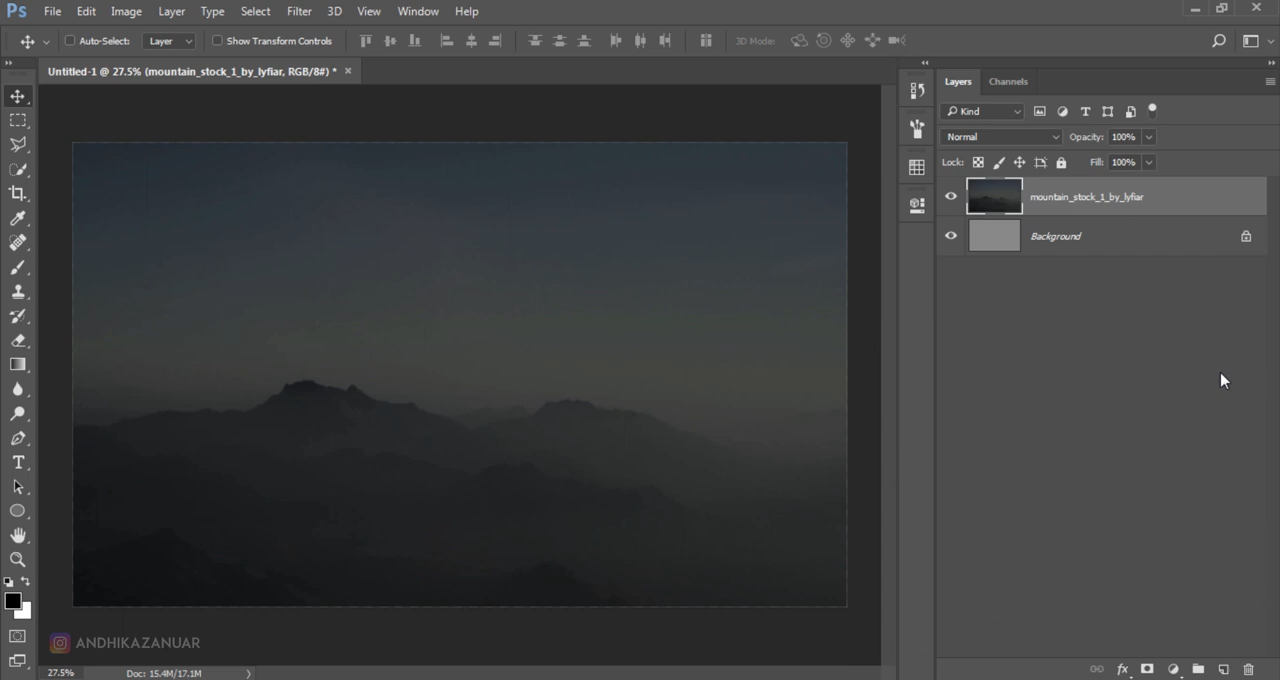 Ps File Edit Image Layer Type Select Filter 3D View Window Help
Auto-Select: Layer Show Transform Controls 3D Mode:
Untitled-1 @ 27.5% (mountain_stock_1_by_lyfiar, RGB/8#) * ×
Layers Channels
Kind
Normal Opacity: 100%
Lock: Fill: 100%
mountain_stock_1_by_lyfiar
Background
ANDHIKAZANUAR
27.5% Doc: 15.4M/17.1M
fx